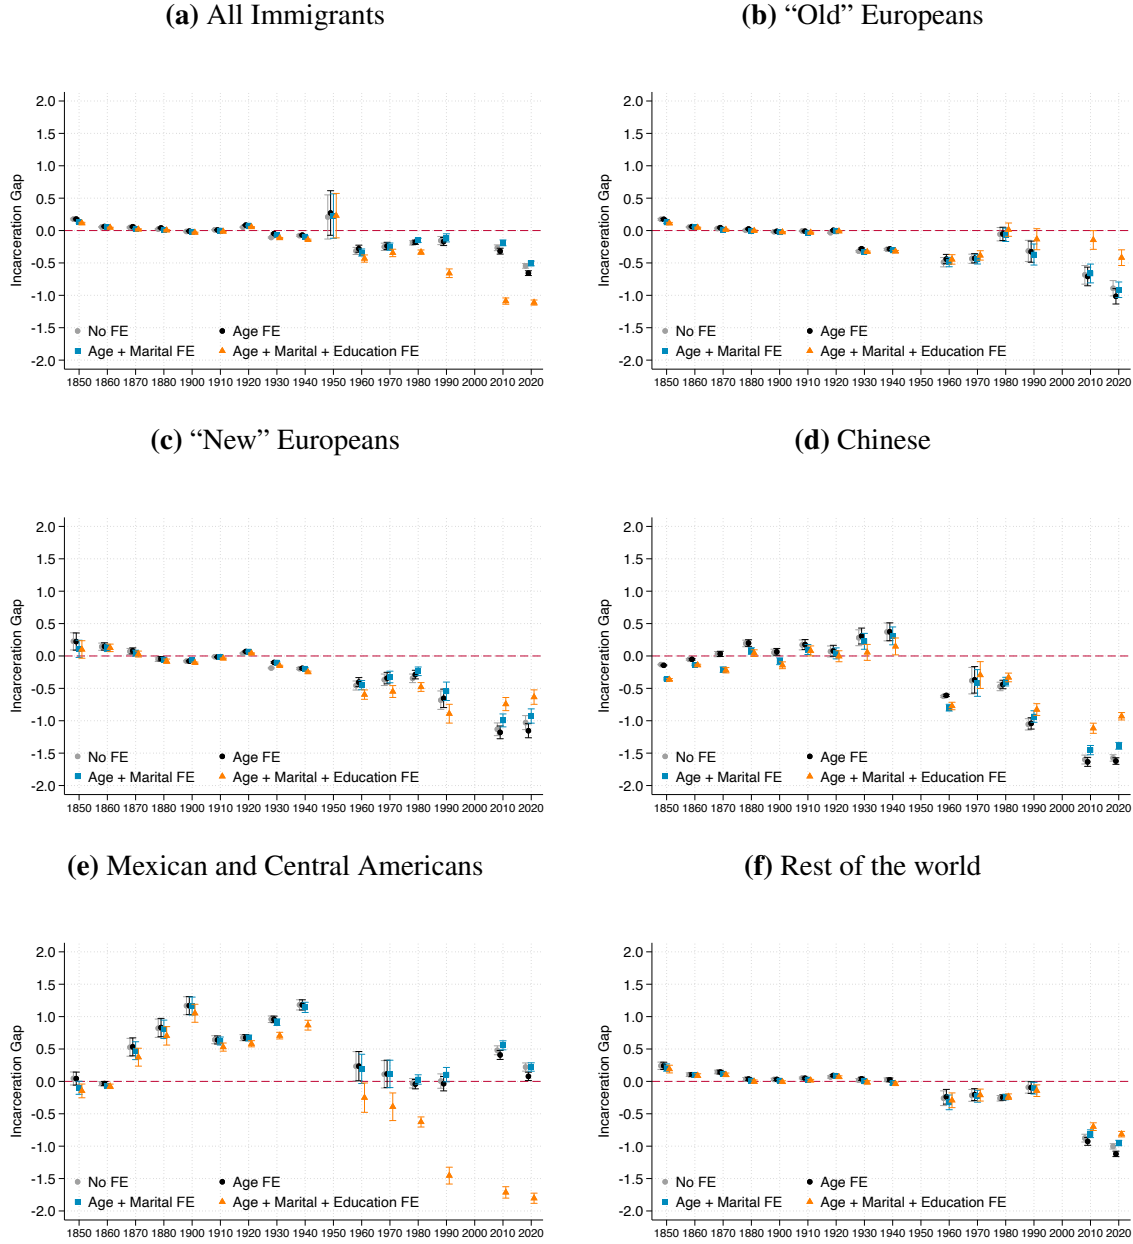 (a) All Immigrants
2.0
1.5
1.0
0.5
0.0
-0.5
-1.0
-1.5
-2.0
Incarceration Gap
No FE
Age FE
Age + Marital FE
Age + Marital + Education FE
1850 1860 1870 1880 1890 1900 1910 1920 1930 1940 1950 1960 1970 1980 1990 2000 2010 2020
(b) “Old” Europeans
2.0
1.5
1.0
0.5
0.0
-0.5
-1.0
-1.5
-2.0
Incarceration Gap
No FE
Age FE
Age + Marital FE
Age + Marital + Education FE
1850 1860 1870 1880 1890 1900 1910 1920 1930 1940 1950 1960 1970 1980 1990 2000 2010 2020
(c) “New” Europeans
2.0
1.5
1.0
0.5
0.0
-0.5
-1.0
-1.5
-2.0
Incarceration Gap
No FE
Age FE
Age + Marital FE
Age + Marital + Education FE
1850 1860 1870 1880 1890 1900 1910 1920 1930 1940 1950 1960 1970 1980 1990 2000 2010 2020
(d) Chinese
2.0
1.5
1.0
0.5
0.0
-0.5
-1.0
-1.5
-2.0
Incarceration Gap
No FE
Age FE
Age + Marital FE
Age + Marital + Education FE
1850 1860 1870 1880 1890 1900 1910 1920 1930 1940 1950 1960 1970 1980 1990 2000 2010 2020
(e) Mexican and Central Americans
2.0
1.5
1.0
0.5
0.0
-0.5
-1.0
-1.5
-2.0
Incarceration Gap
No FE
Age FE
Age + Marital FE
Age + Marital + Education FE
1850 1860 1870 1880 1890 1900 1910 1920 1930 1940 1950 1960 1970 1980 1990 2000 2010 2020
(f) Rest of the world
2.0
1.5
1.0
0.5
0.0
-0.5
-1.0
-1.5
-2.0
Incarceration Gap
No FE
Age FE
Age + Marital FE
Age + Marital + Education FE
1850 1860 1870 1880 1890 1900 1910 1920 1930 1940 1950 1960 1970 1980 1990 2000 2010 2020